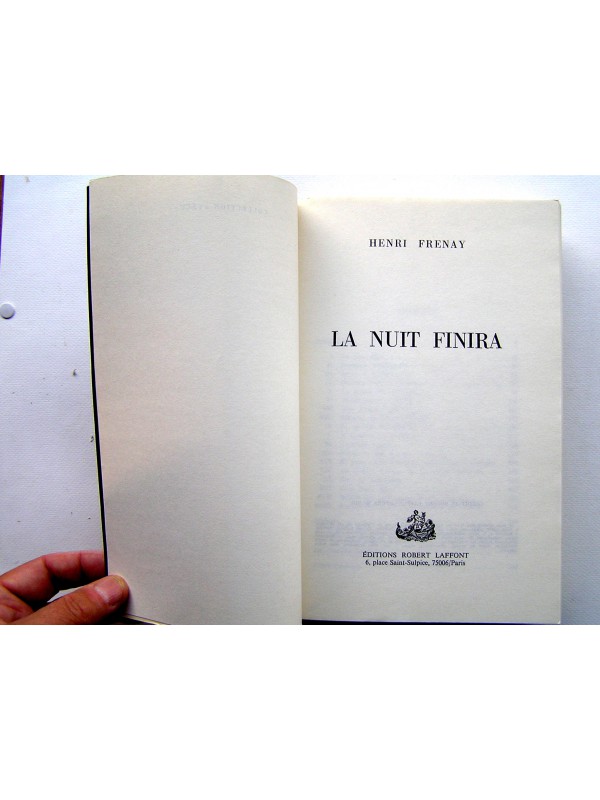 HENRI FRENAY
LA NUIT FINIRA
ÉDITIONS ROBERT LAFFONT
6, place Saint-Sulpice, 75006/Paris